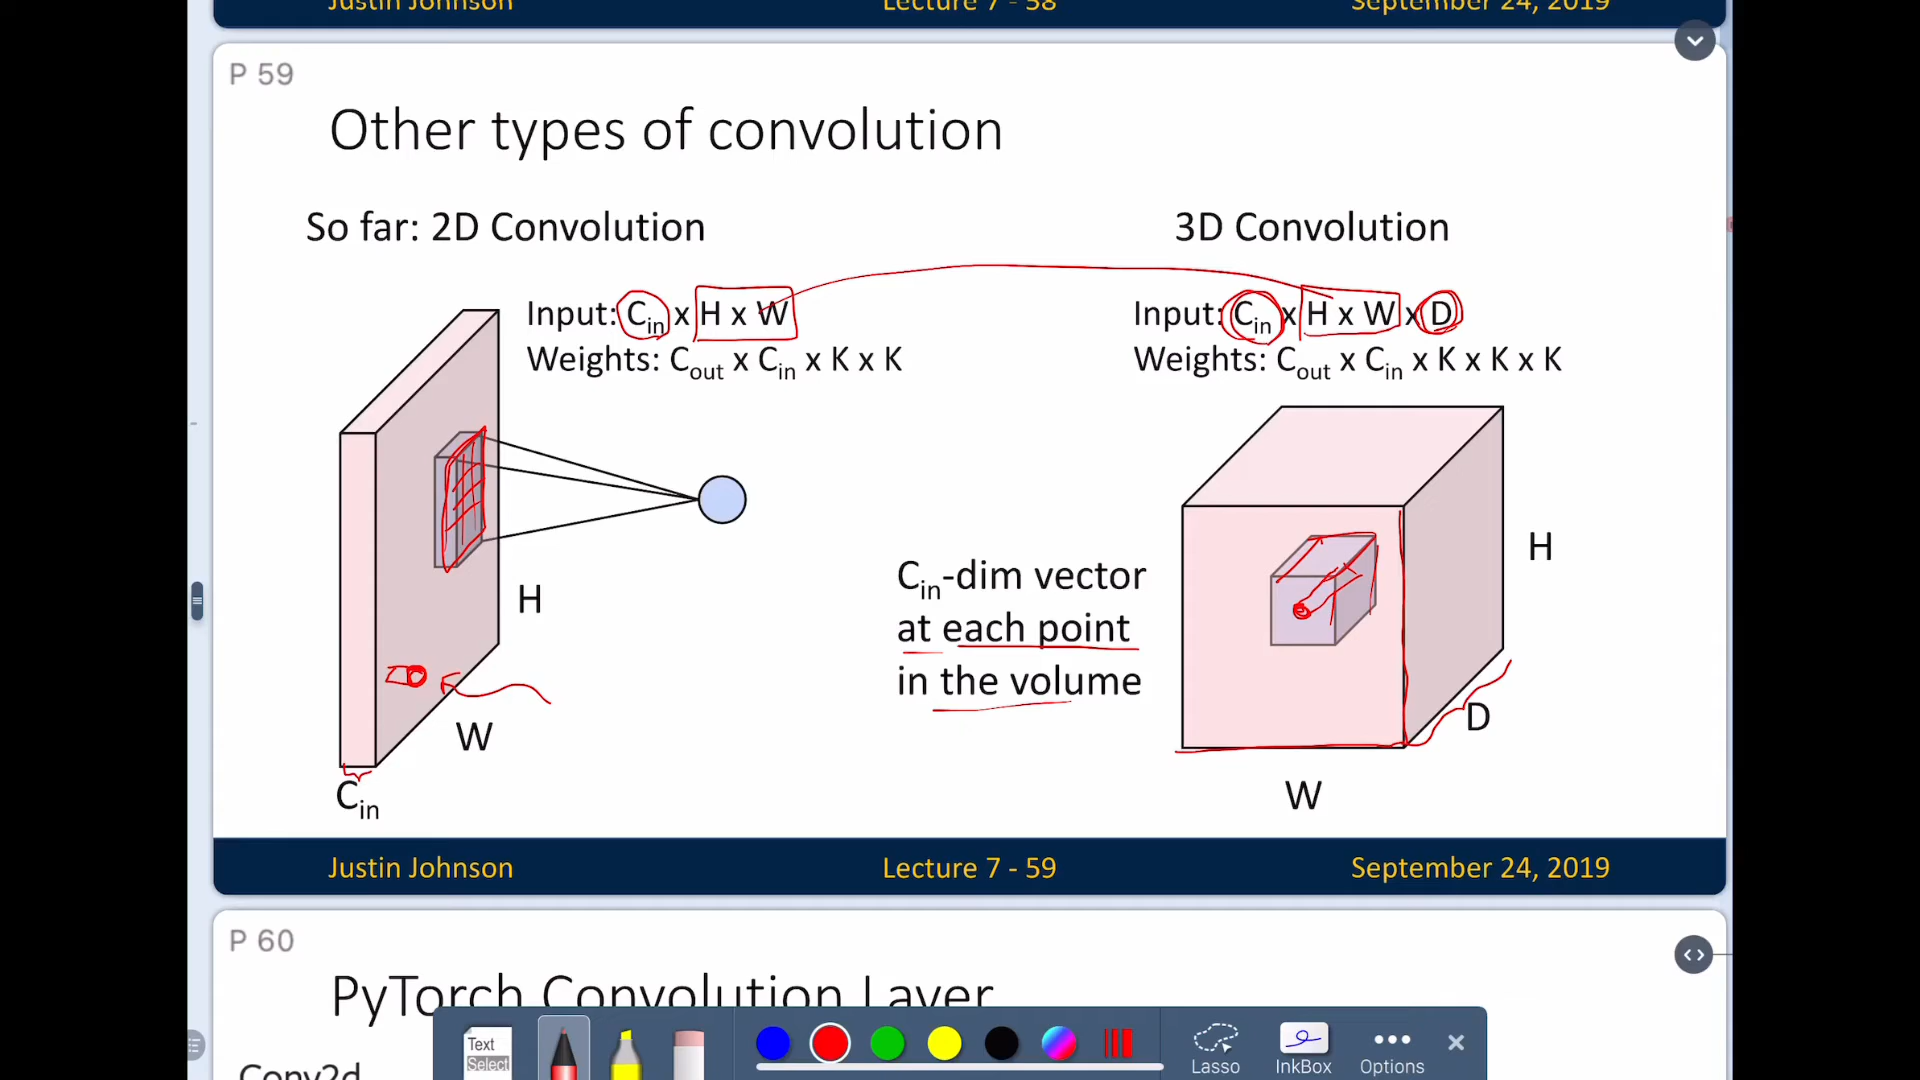 Justin Johnson Lecture 7 - 58 September 24, 2019
P 59
Other types of convolution
So far: 2D Convolution
3D Convolution
Input: Cin x H x W
Weights: Cout x Cin x K x K
Input: Cin x H x W x D
Weights: Cout x Cin x K x K x K
H
W
Cin
Cin-dim vector
at each point
in the volume
H
D
W
Justin Johnson Lecture 7 - 59 September 24, 2019
P 60
PyTorch Convolution Layer
Conv2d
Text
Select
Lasso
InkBox
Options